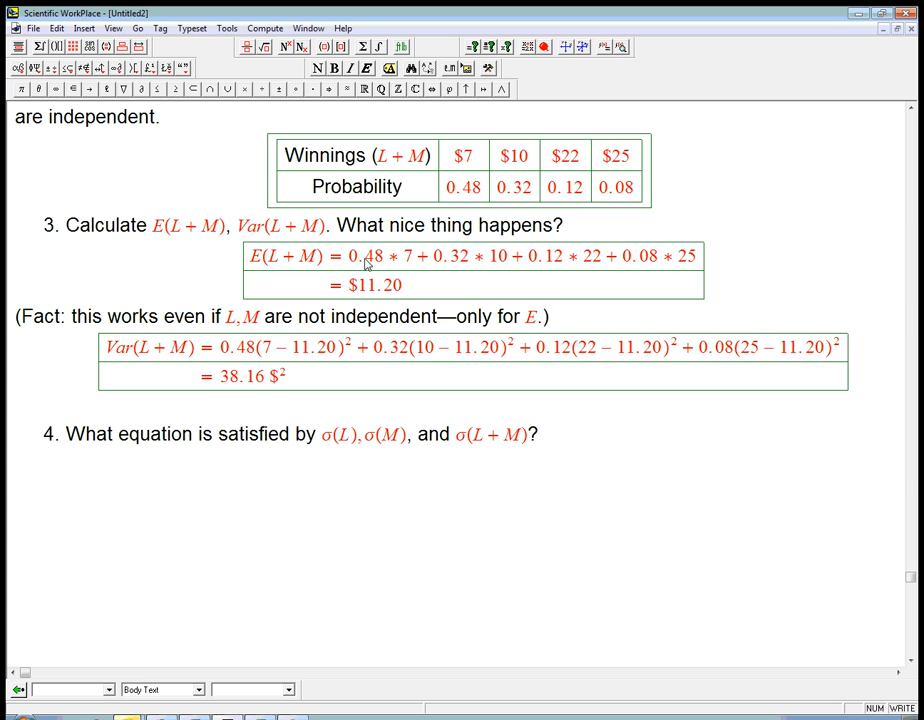 Scientific WorkPlace - [Untitled2]
File Edit Insert View Go Tag Typeset Tools Compute Window Help
are independent.
Winnings (L + M) $7 $10 $22 $25
Probability 0.48 0.32 0.12 0.08
3. Calculate E(L + M), Var(L + M). What nice thing happens?
E(L + M) = 0.48 * 7 + 0.32 * 10 + 0.12 * 22 + 0.08 * 25
= $11.20
(Fact: this works even if L, M are not independent—only for E.)
Var(L + M) = 0.48(7 − 11.20)² + 0.32(10 − 11.20)² + 0.12(22 − 11.20)² + 0.08(25 − 11.20)²
= 38.16 $²
4. What equation is satisfied by σ(L), σ(M), and σ(L + M)?
Body Text
NUM WRITE